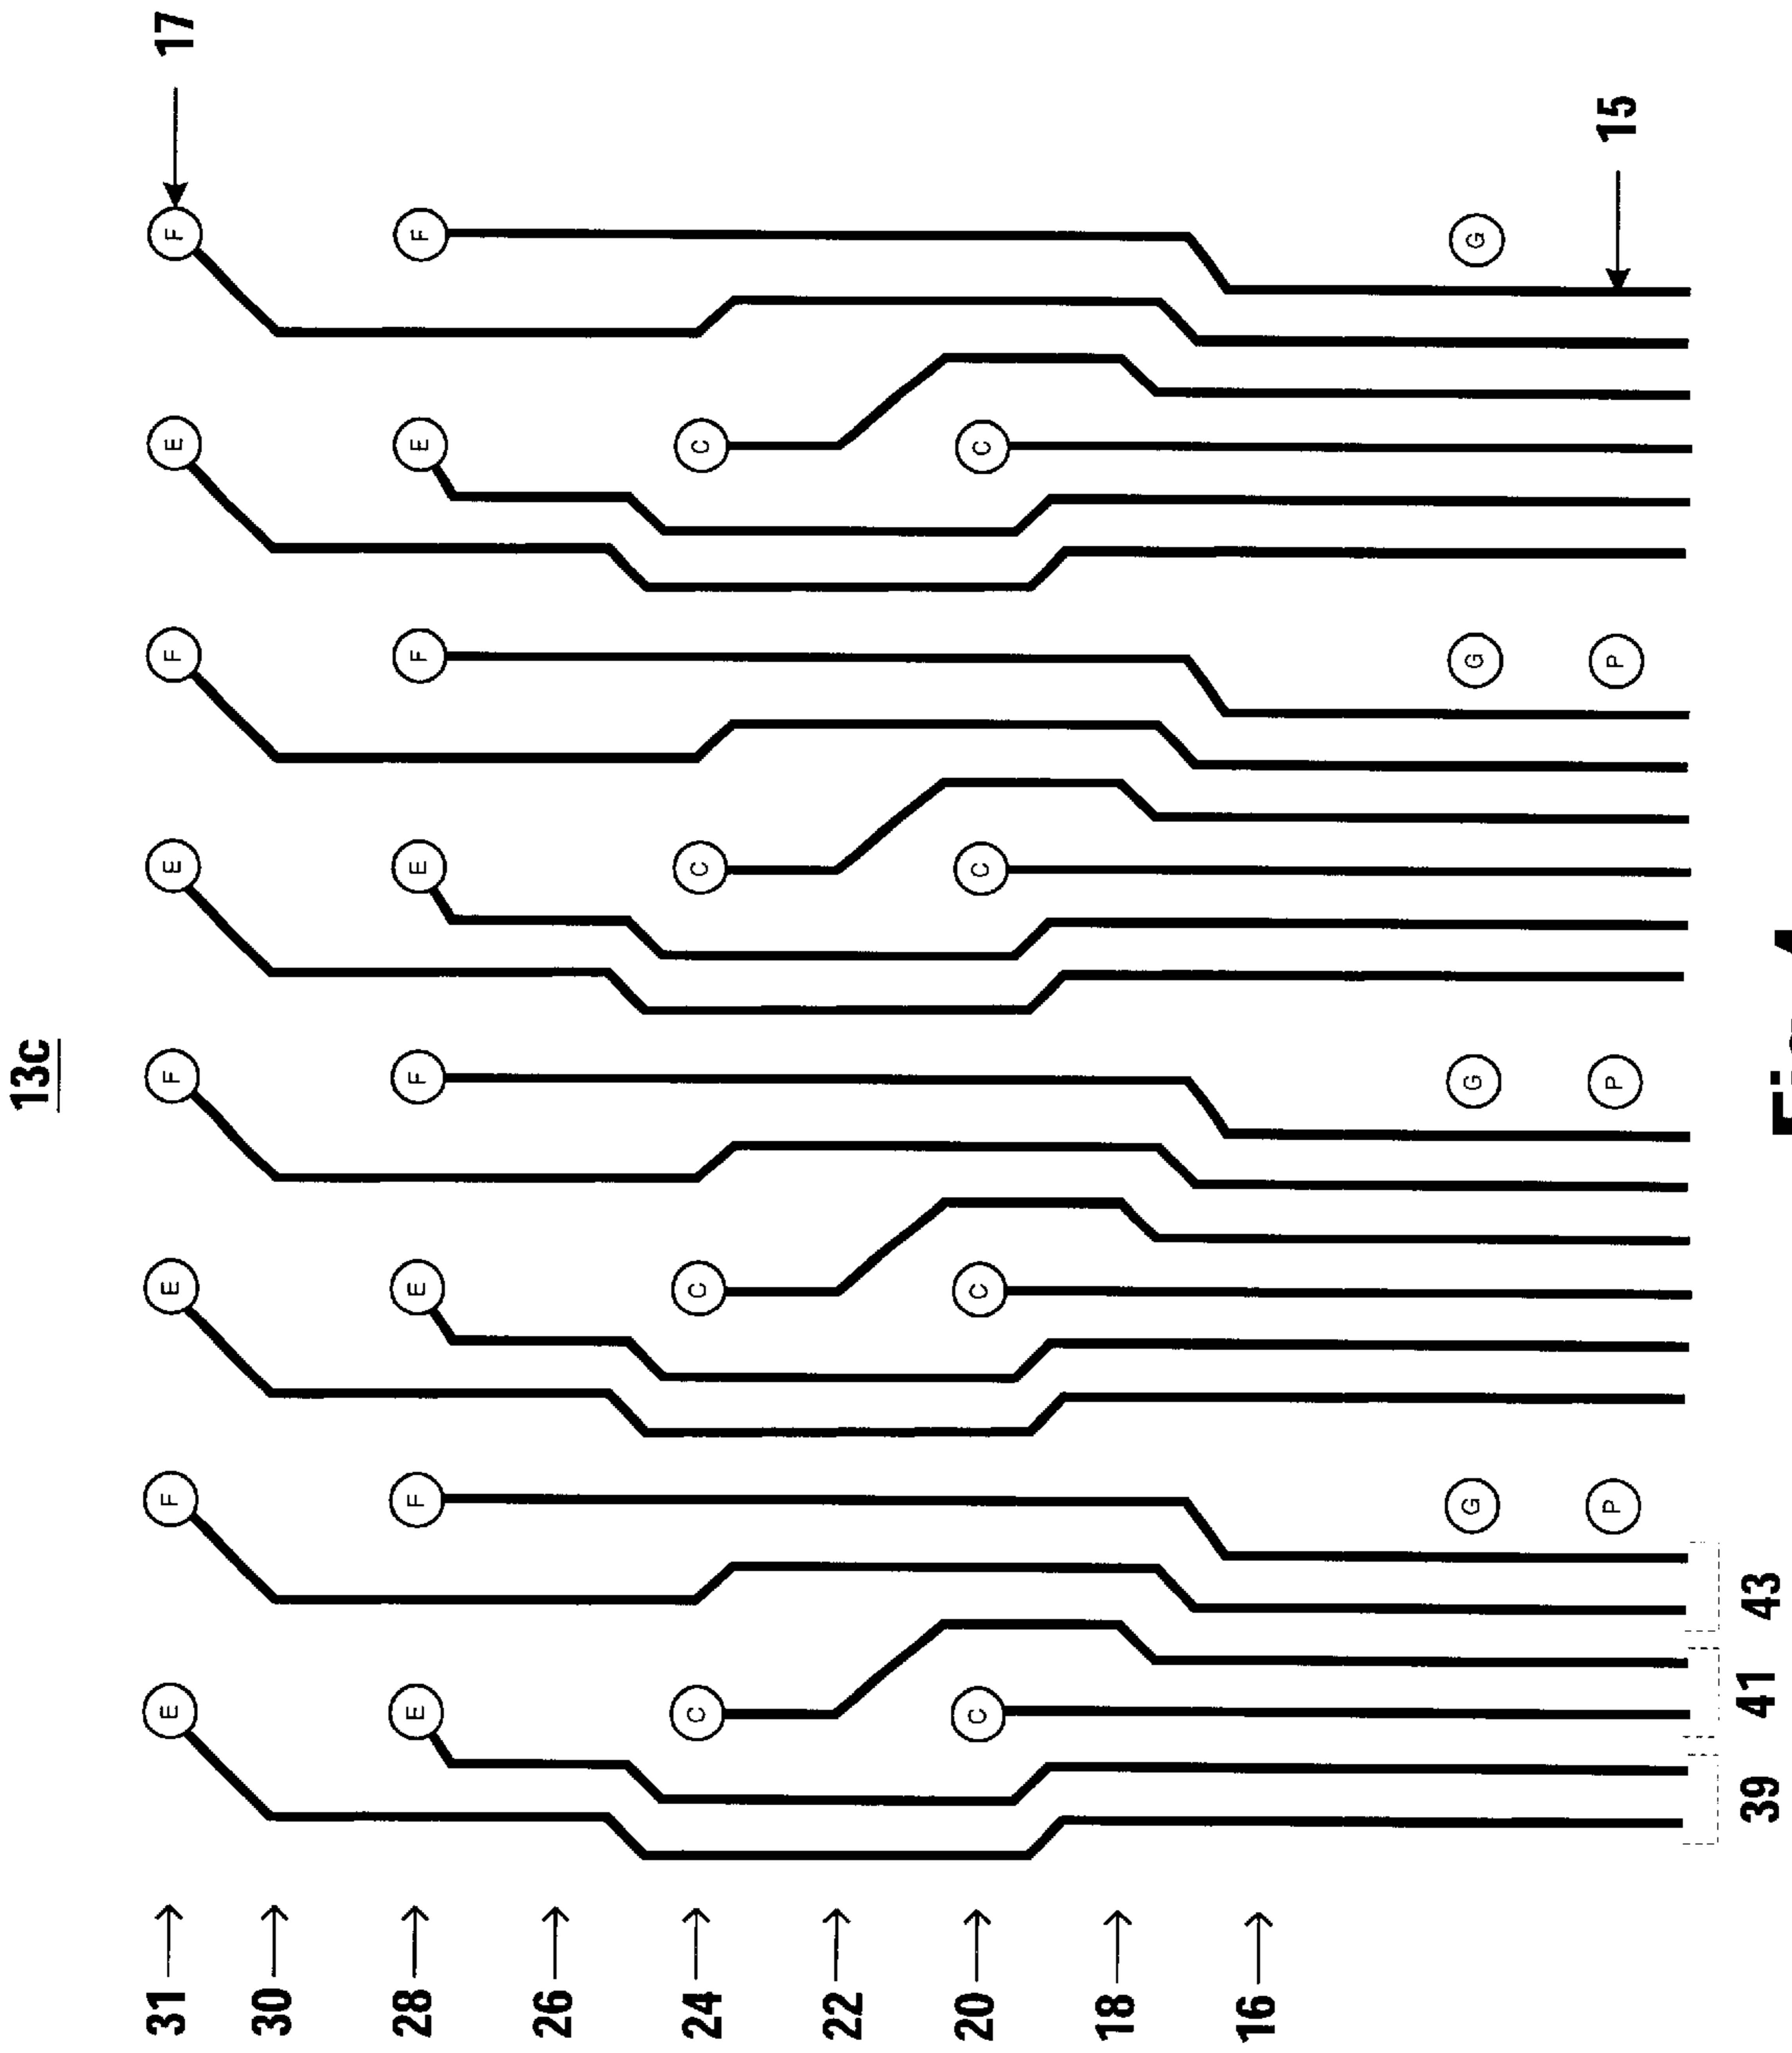 13c
31 E F E F E F E F 17
30
28 E F E F E F E F
26
24 C C C C
22
20 C C C C
18
16
G G G G
P P P 15
39 41 43